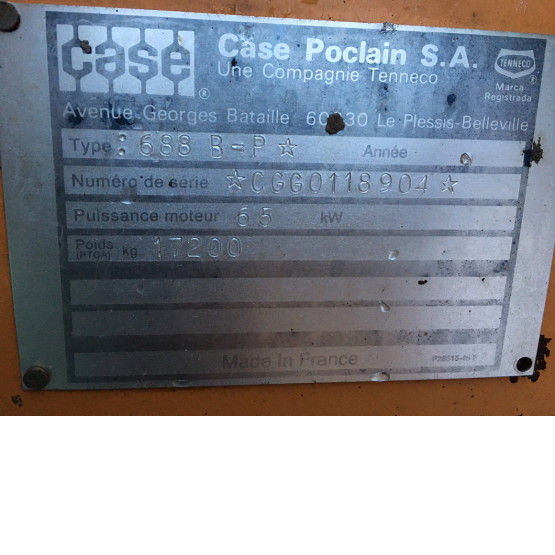 case®
Case Poclain S.A.
Une Compagnie Tenneco
TENNECO®
Marca
Registrada
Avenue Georges Bataille 60330 Le Plessis-Belleville
Type : 688 B-P ☆ Année
Numéro de série ☆CGG0118904☆
Puissance moteur 65 kW
Poids (PTCA) kg 17200
Made In France